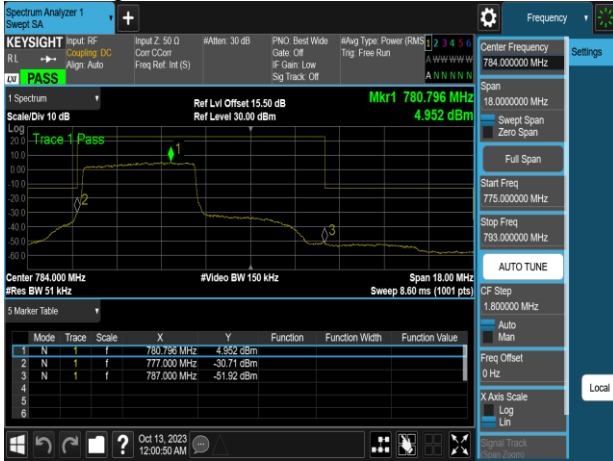 Spectrum Analyzer 1
Swept SA
+
Frequency
KEYSIGHT
RL
LXI PASS
Input: RF
Coupling: DC
Align: Auto
Input Z: 50 Ω
Corr CCorr
Freq Ref: Int (S)
#Atten: 30 dB
PNO: Best Wide
Gate: Off
IF Gain: Low
Sig Track: Off
#Avg Type: Power (RMS
Trig: Free Run
1 2 3 4 5 6
A W W W W W
A N N N N N
1 Spectrum
Scale/Div 10 dB
Ref Lvl Offset 15.50 dB
Ref Level 30.00 dBm
Mkr1 780.796 MHz
4.952 dBm
Log
Trace 1 Pass
20.0
10.0
0.00
-10.0
-20.0
-30.0
-40.0
-50.0
-60.0
1
2
3
Center 784.000 MHz
#Res BW 51 kHz
#Video BW 150 kHz
Span 18.00 MHz
Sweep 8.60 ms (1001 pts)
5 Marker Table
Mode Trace Scale X Y Function Function Width Function Value
1 N 1 f 780.796 MHz 4.952 dBm
2 N 1 f 777.000 MHz -30.71 dBm
3 N 1 f 787.000 MHz -51.92 dBm
4
5
6
Oct 13, 2023
12:00:50 AM
?
Center Frequency
784.000000 MHz
Settings
Span
18.0000000 MHz
Swept Span
Zero Span
Full Span
Start Freq
775.000000 MHz
Stop Freq
793.000000 MHz
AUTO TUNE
CF Step
1.800000 MHz
Auto
Man
Freq Offset
0 Hz
X Axis Scale
Log
Lin
Local
Signal Track
(Span Zoom)